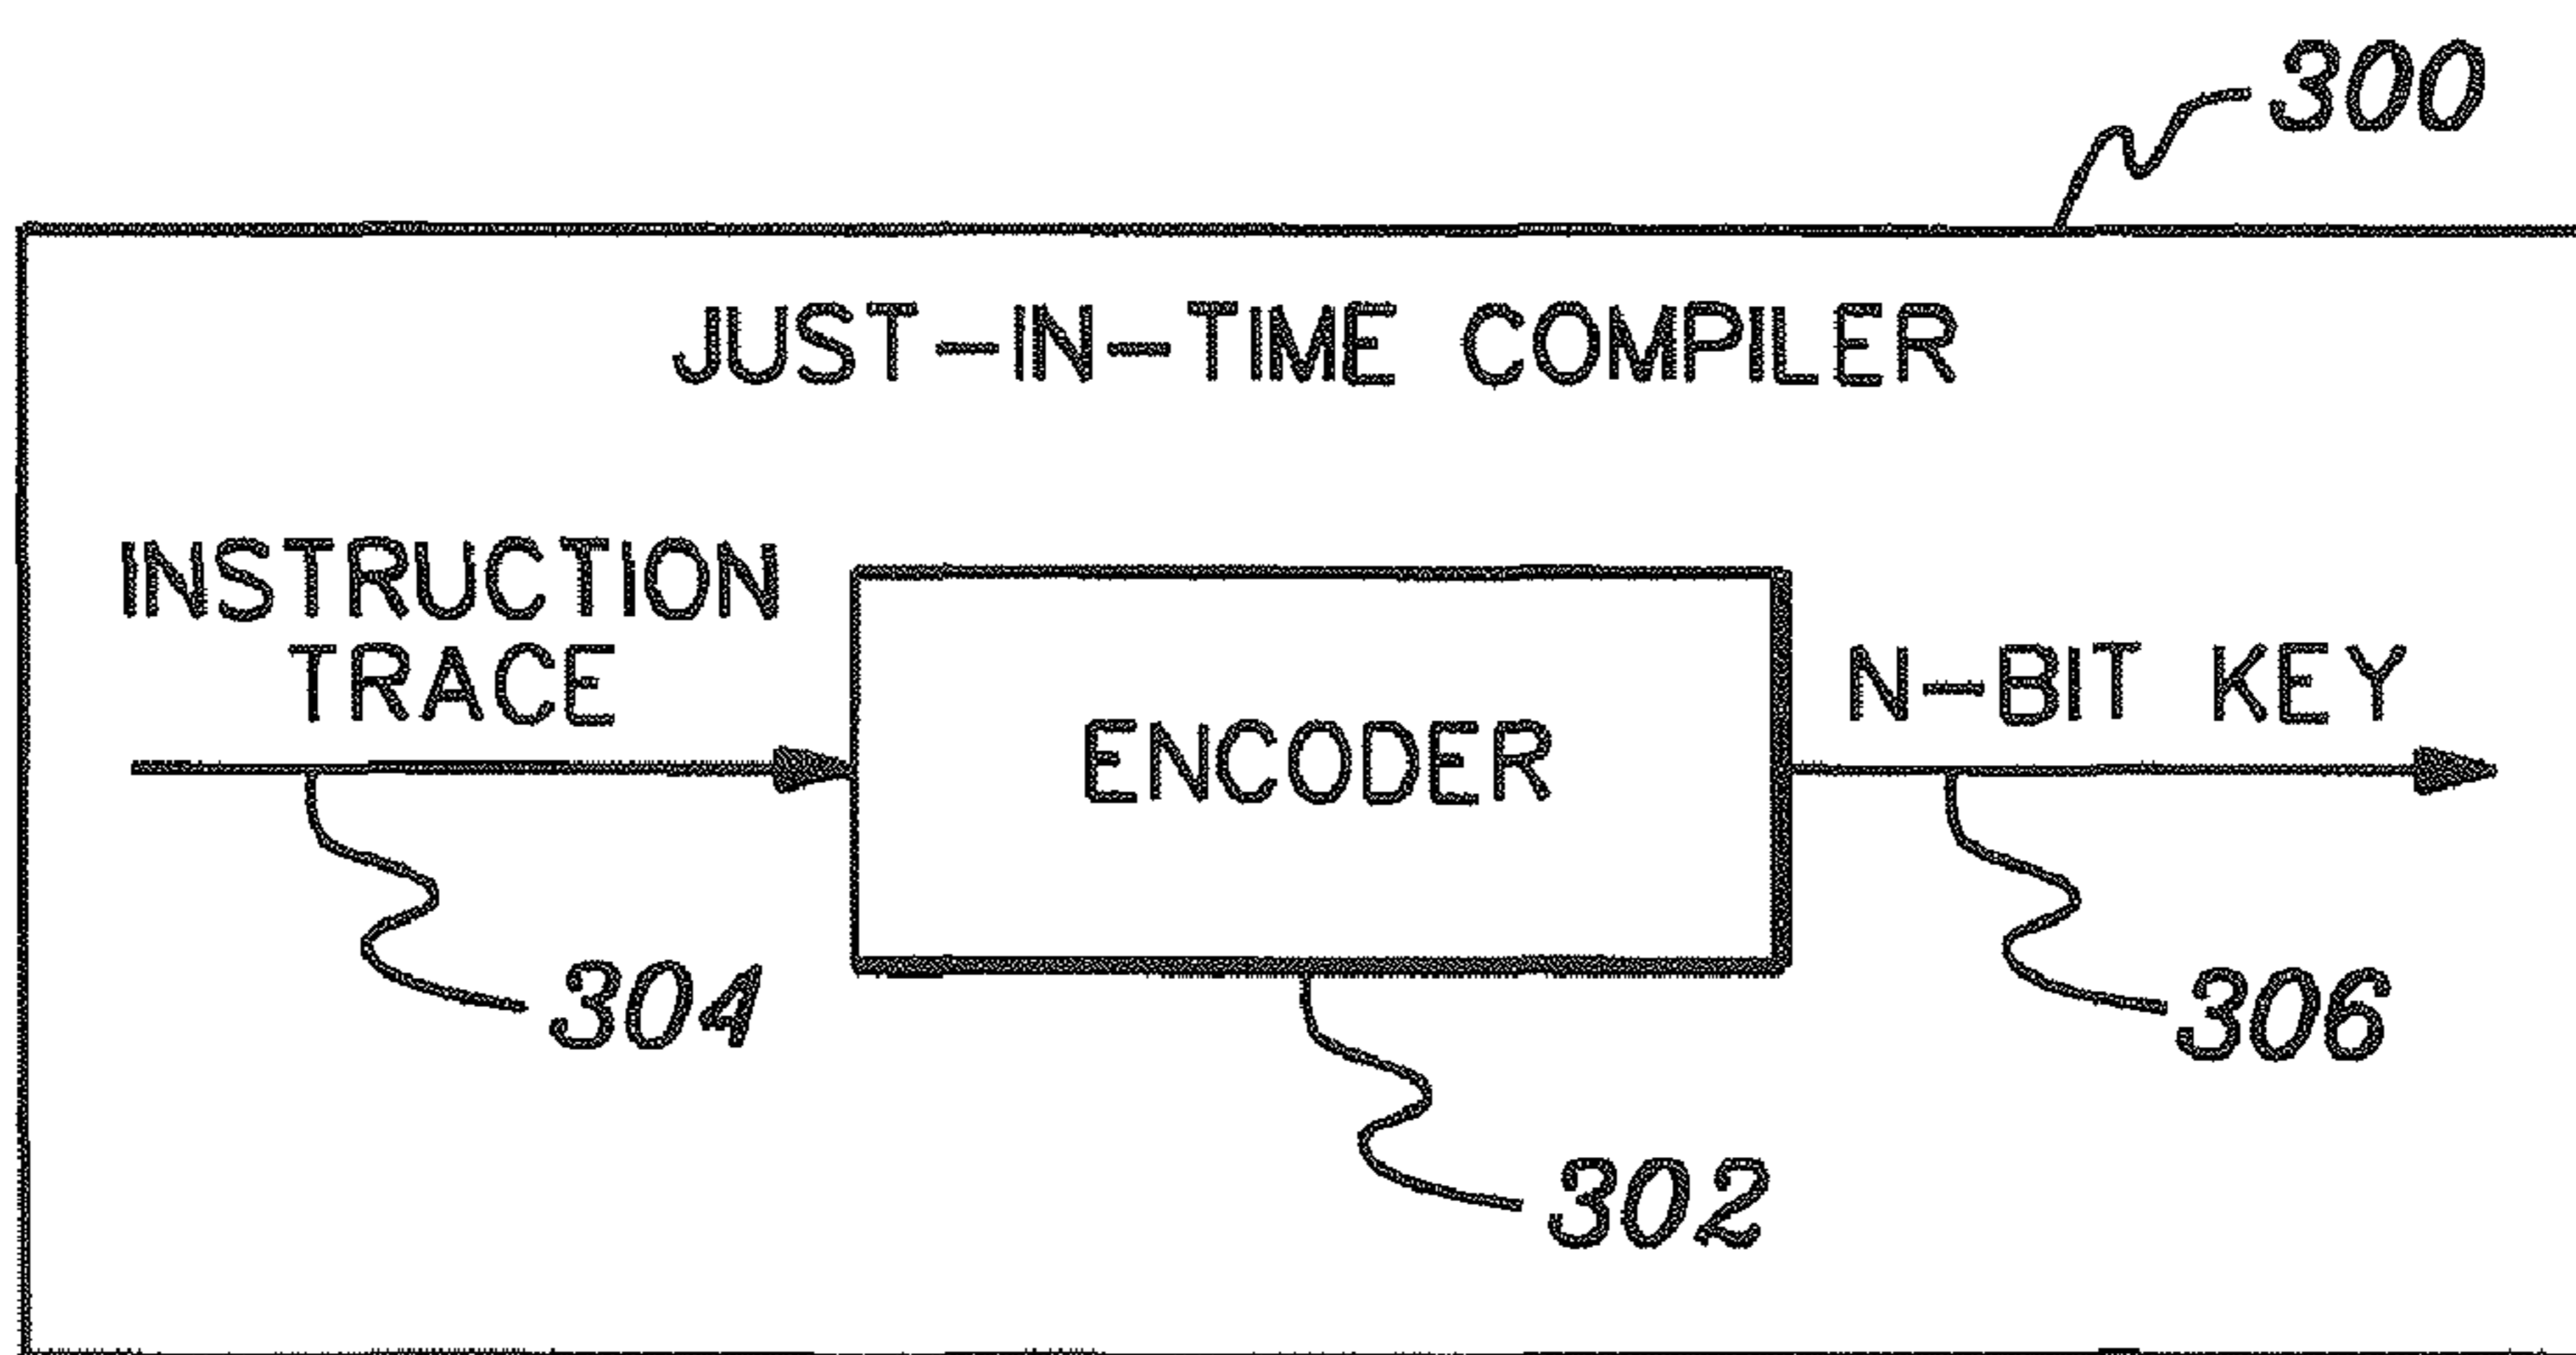 300
JUST-IN-TIME COMPILER
INSTRUCTION
TRACE
N-BIT KEY
ENCODER
304
306
302